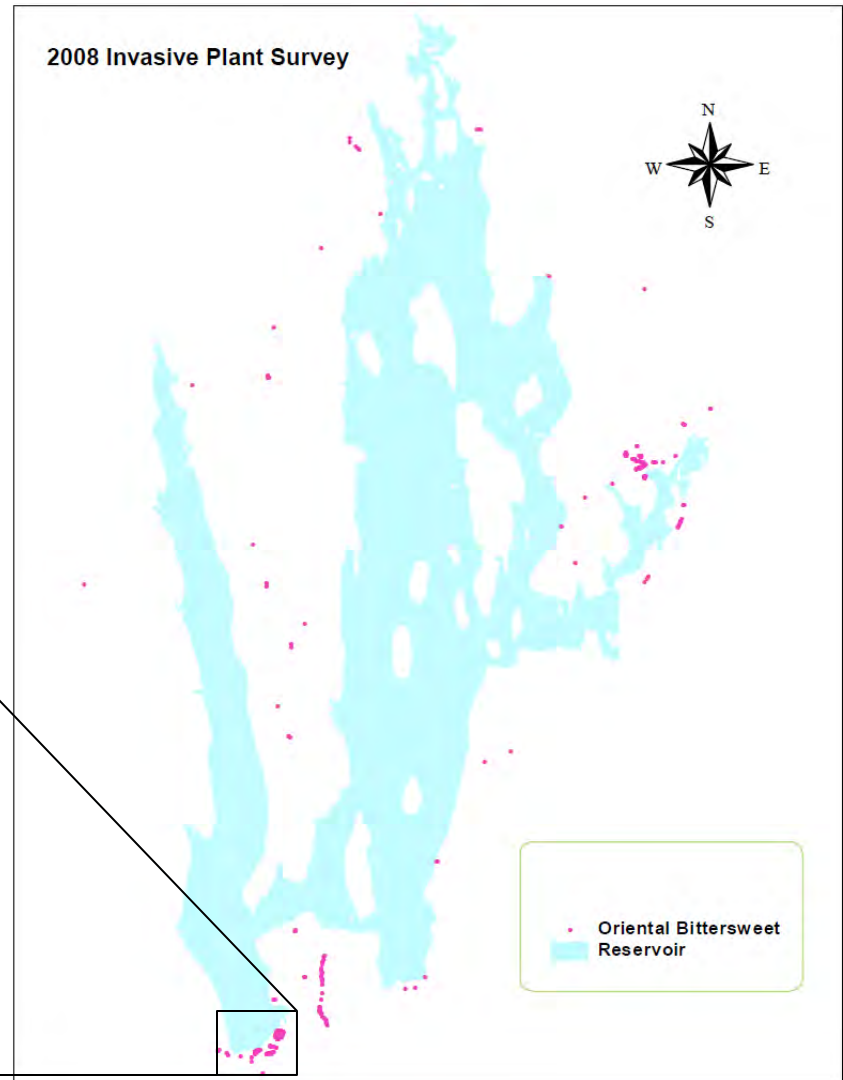 2008 Invasive Plant Survey
N
W E
S
Oriental Bittersweet
Reservoir